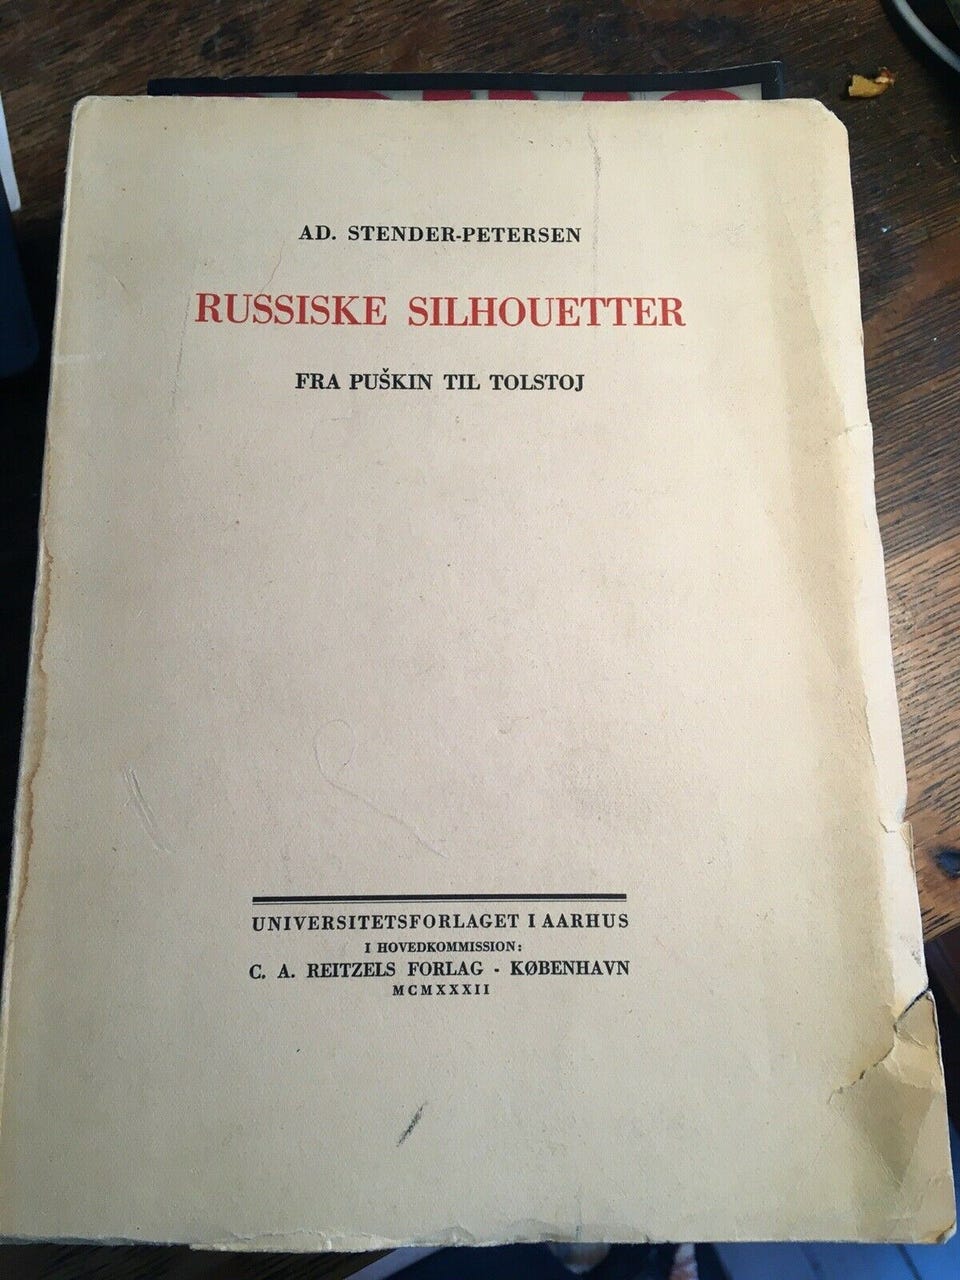 AD. STENDER-PETERSEN
RUSSISKE SILHOUETTER
FRA PUŠKIN TIL TOLSTOJ
UNIVERSITETSFORLAGET I AARHUS
I HOVEDKOMMISSION:
C. A. REITZELS FORLAG - KØBENHAVN
MCMXXXII